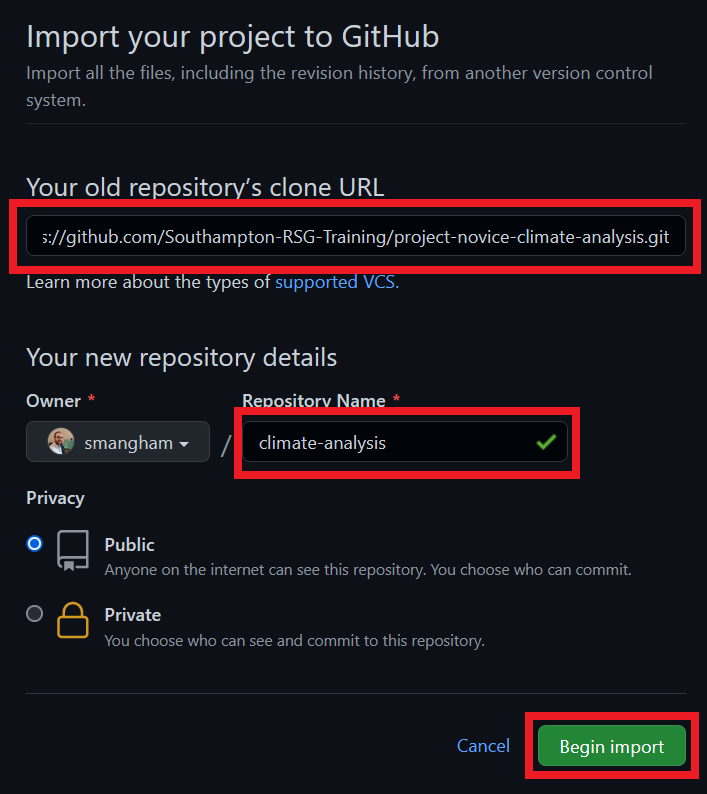 Import your project to GitHub
Import all the files, including the revision history, from another version control
system.
Your old repository's clone URL
s://github.com/Southampton-RSG-Training/project-novice-climate-analysis.git
Learn more about the types of supported VCS.
Your new repository details
Owner *
Repository Name *
smangham / climate-analysis
Privacy
Public
Anyone on the internet can see this repository. You choose who can commit.
Private
You choose who can see and commit to this repository.
Cancel
Begin import